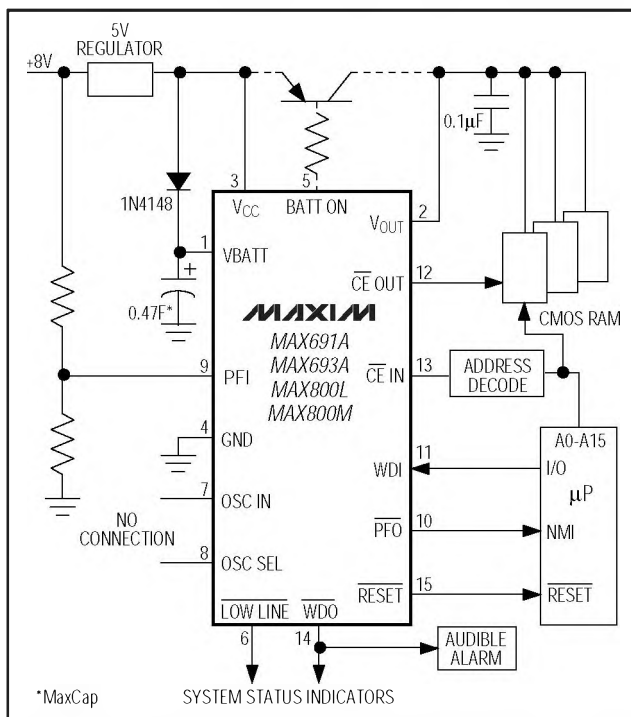 5V
REGULATOR
+8V
0.1µF
3
5
1N4148
VCC
BATT ON
VOUT
2
1
VBATT
CE OUT
12
0.47F*
MAXIM
CMOS RAM
MAX691A
MAX693A
MAX800L
MAX800M
9
PFI
CE IN
13
ADDRESS
DECODE
4
GND
A0-A15
11
WDI
I/O
µP
7
OSC IN
NO
CONNECTION
PFO
10
NMI
8
OSC SEL
RESET
15
RESET
LOW LINE
WDO
6
14
AUDIBLE
ALARM
*MaxCap
SYSTEM STATUS INDICATORS